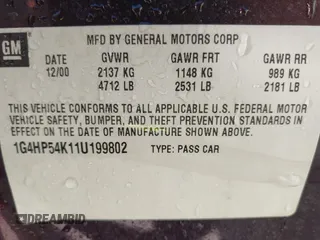 GM
MFD BY GENERAL MOTORS CORP
DATE GVWR GAWR FRT GAWR RR
12/00 2137 KG 1148 KG 989 KG
4712 LB 2531 LB 2181 LB
THIS VEHICLE CONFORMS TO ALL APPLICABLE U.S. FEDERAL MOTOR
VEHICLE SAFETY, BUMPER, AND THEFT PREVENTION STANDARDS IN
EFFECT ON THE DATE OF MANUFACTURE SHOWN ABOVE.
1G4HP54K11U199802 TYPE: PASS CAR
DREAMBID